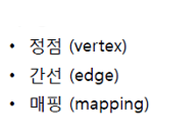 • 정점 (vertex)
• 간선 (edge)
• 매핑 (mapping)